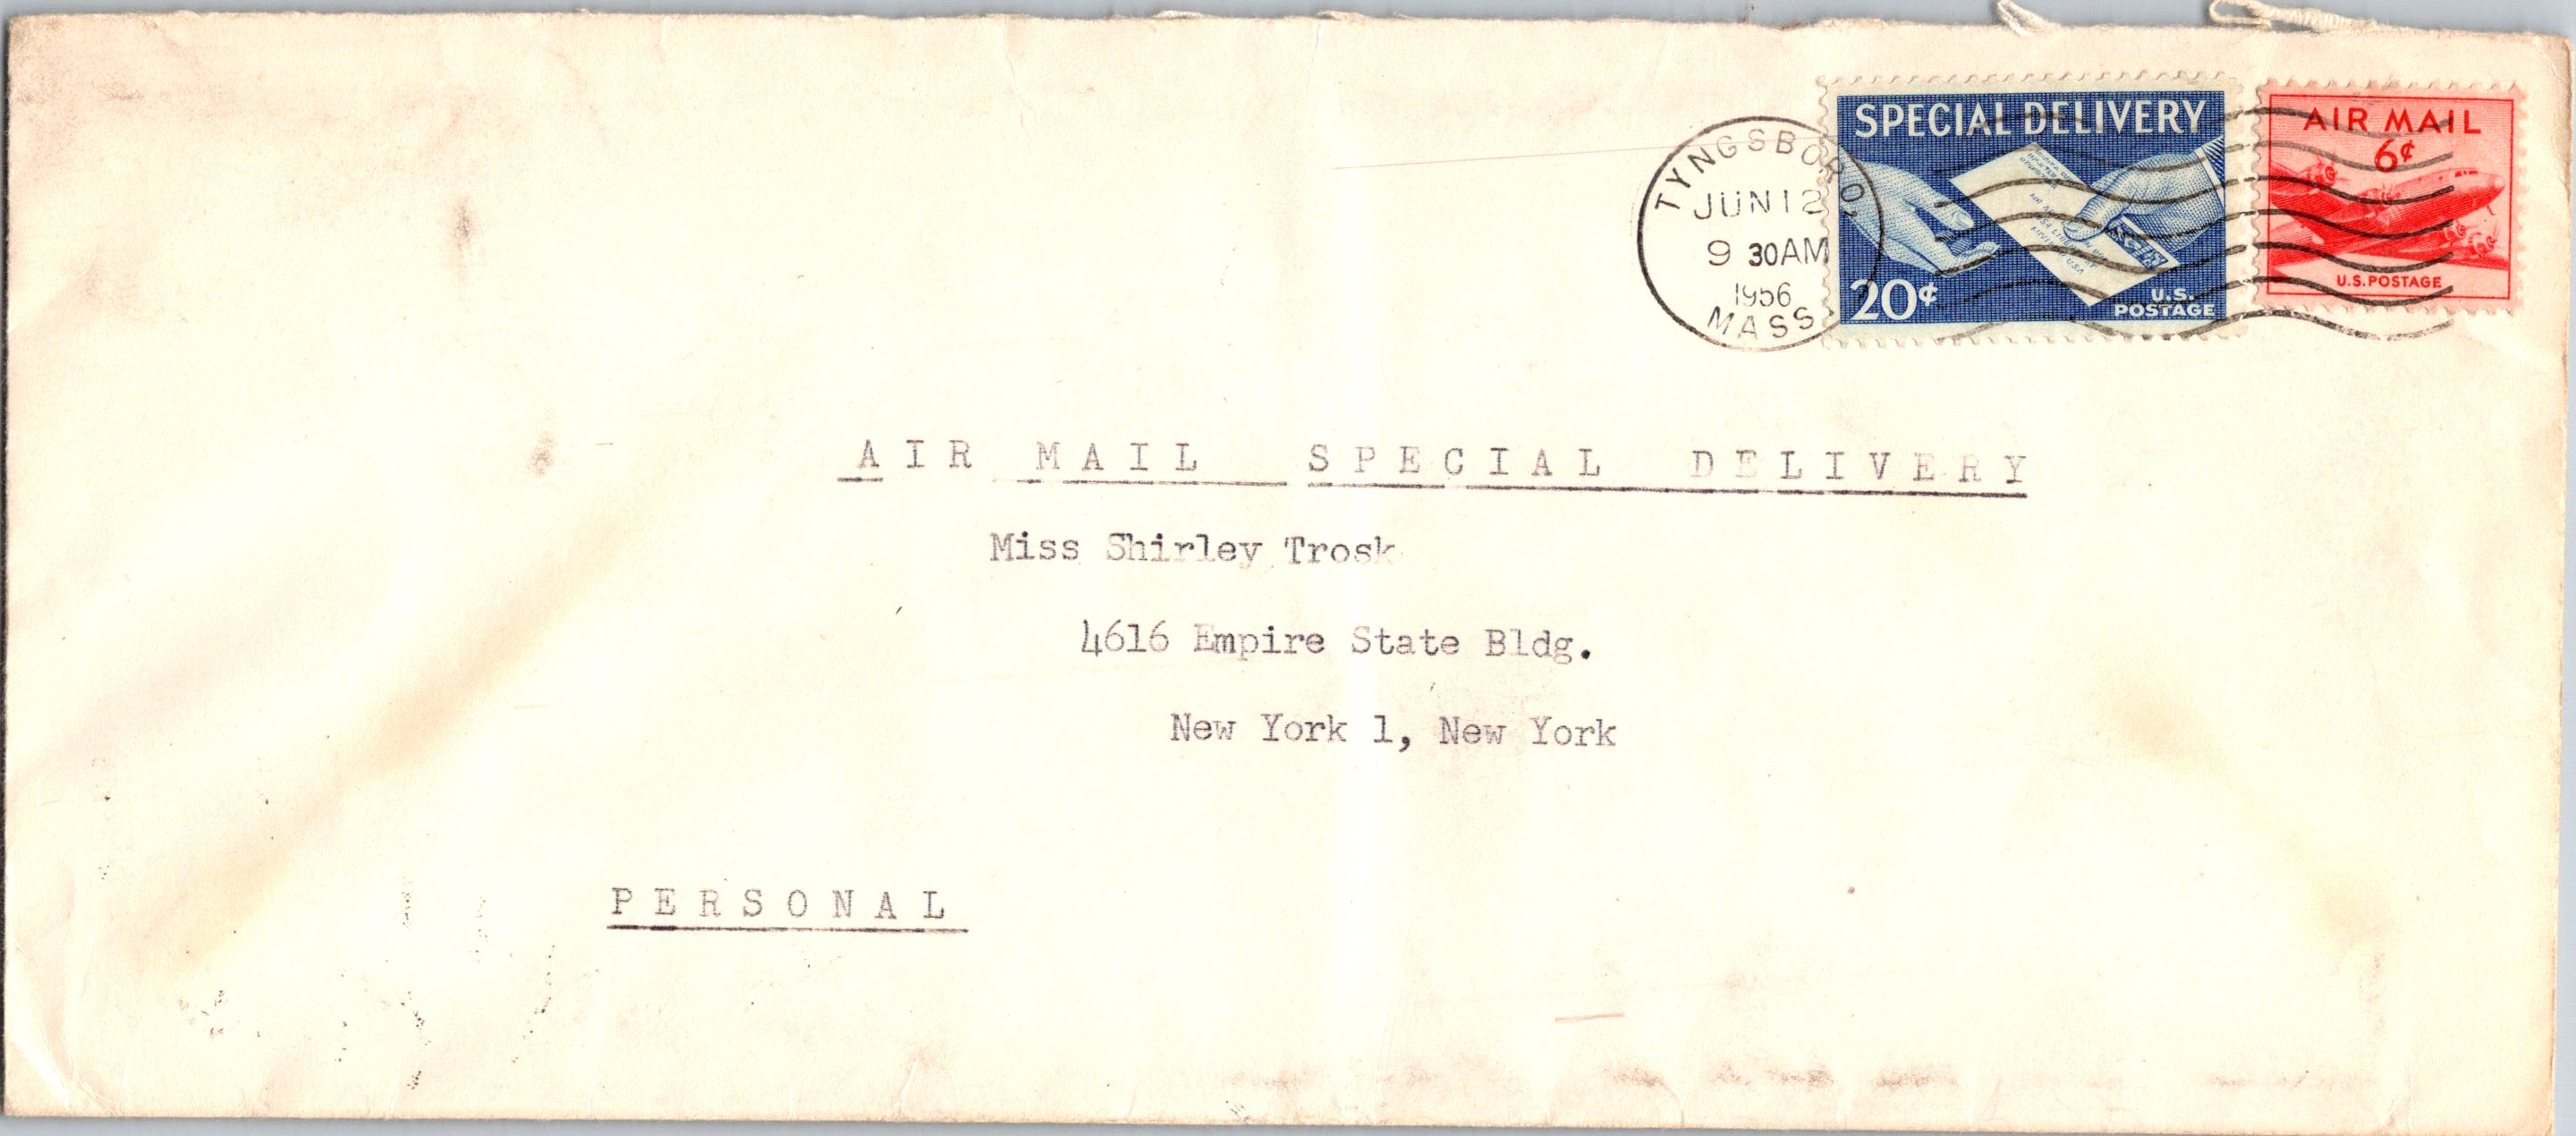 TYNGSBORO,
JUN 12
9 30AM
1956
MASS.
SPECIAL DELIVERY
20¢
U.S.
POSTAGE
AIR MAIL
6¢
U.S. POSTAGE
AIR MAIL SPECIAL DELIVERY
Miss Shirley Trosk
4616 Empire State Bldg.
New York 1, New York
PERSONAL